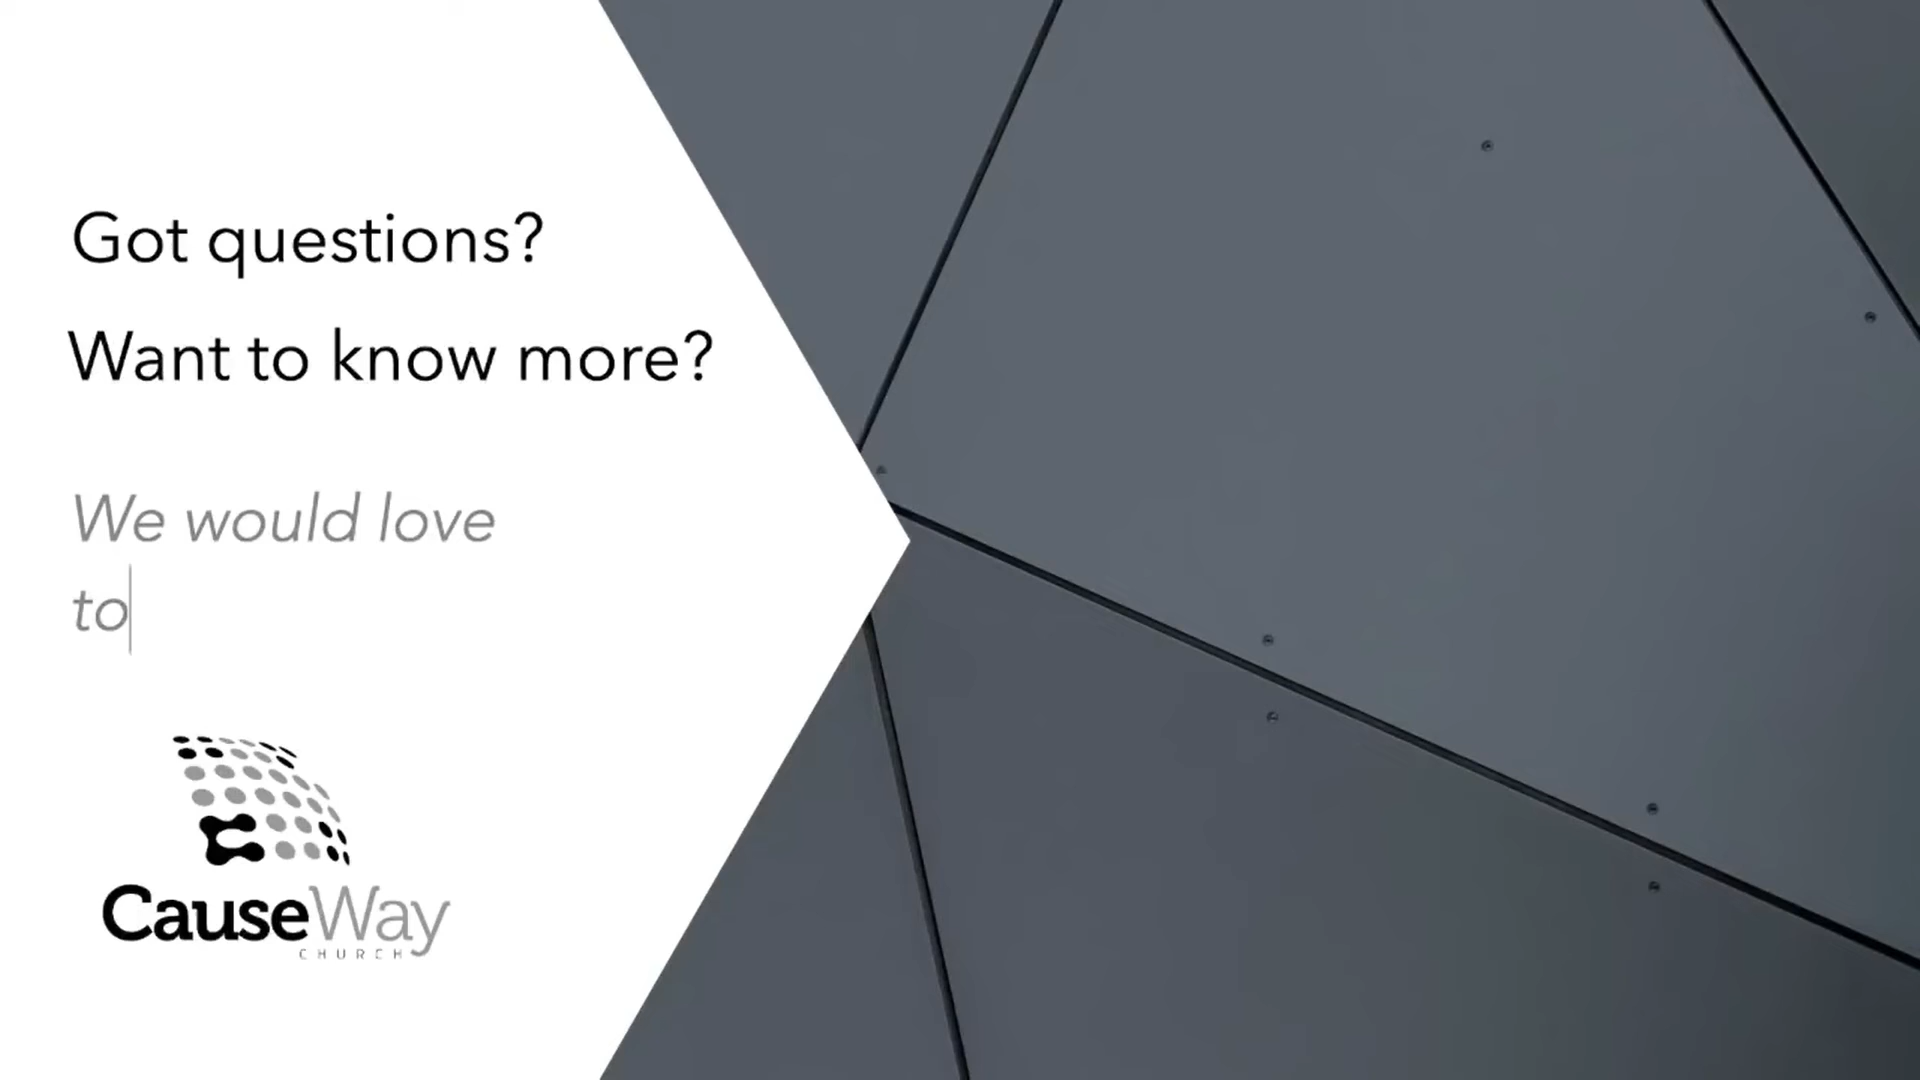 Got questions?
Want to know more?
We would love
to
CauseWay
CHURCH